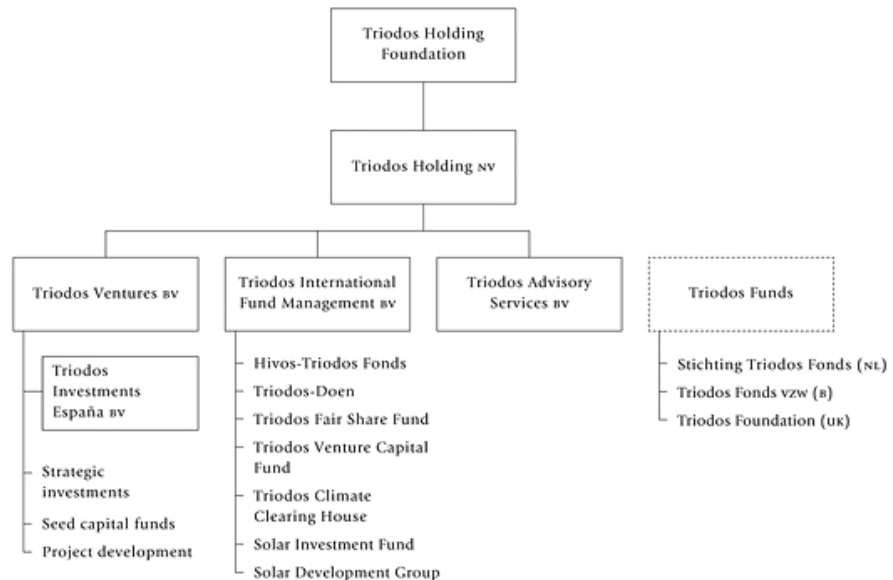 Triodos Holding
Foundation
Triodos Holding NV
Triodos Ventures BV
Triodos International
Fund Management BV
Triodos Advisory
Services BV
Triodos Funds
Triodos
Investments
España BV
Strategic
investments
Seed capital funds
Project development
Hivos-Triodos Fonds
Triodos-Doen
Triodos Fair Share Fund
Triodos Venture Capital
Fund
Triodos Climate
Clearing House
Solar Investment Fund
Solar Development Group
Stichting Triodos Fonds (NL)
Triodos Fonds VZW (B)
Triodos Foundation (UK)